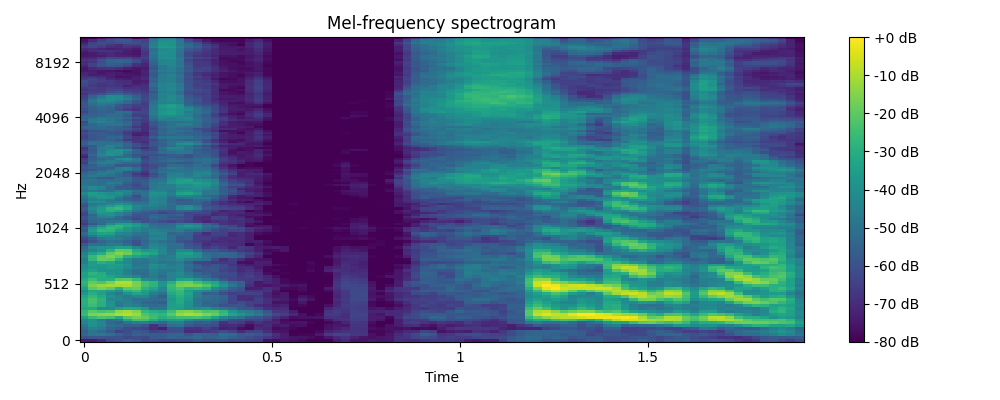 Mel-frequency spectrogram
Hz
8192
4096
2048
1024
512
0
0
0.5
1
1.5
Time
+0 dB
-10 dB
-20 dB
-30 dB
-40 dB
-50 dB
-60 dB
-70 dB
-80 dB